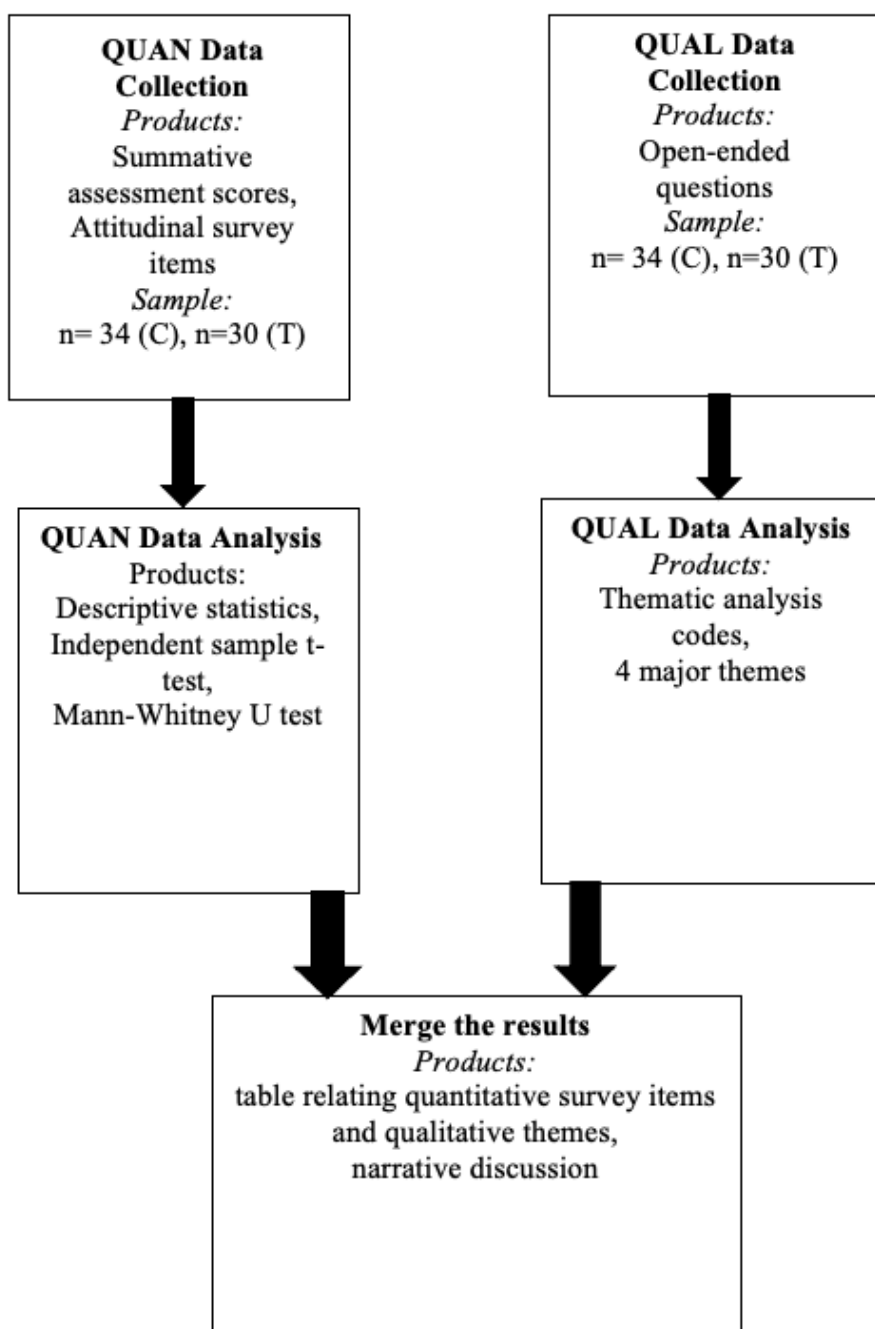 QUAN Data
Collection
Products:
Summative
assessment scores,
Attitudinal survey
items
Sample:
n= 34 (C), n=30 (T)
QUAL Data
Collection
Products:
Open-ended
questions
Sample:
n= 34 (C), n=30 (T)
QUAN Data Analysis
Products:
Descriptive statistics,
Independent sample t-
test,
Mann-Whitney U test
QUAL Data Analysis
Products:
Thematic analysis
codes,
4 major themes
Merge the results
Products:
table relating quantitative survey items
and qualitative themes,
narrative discussion